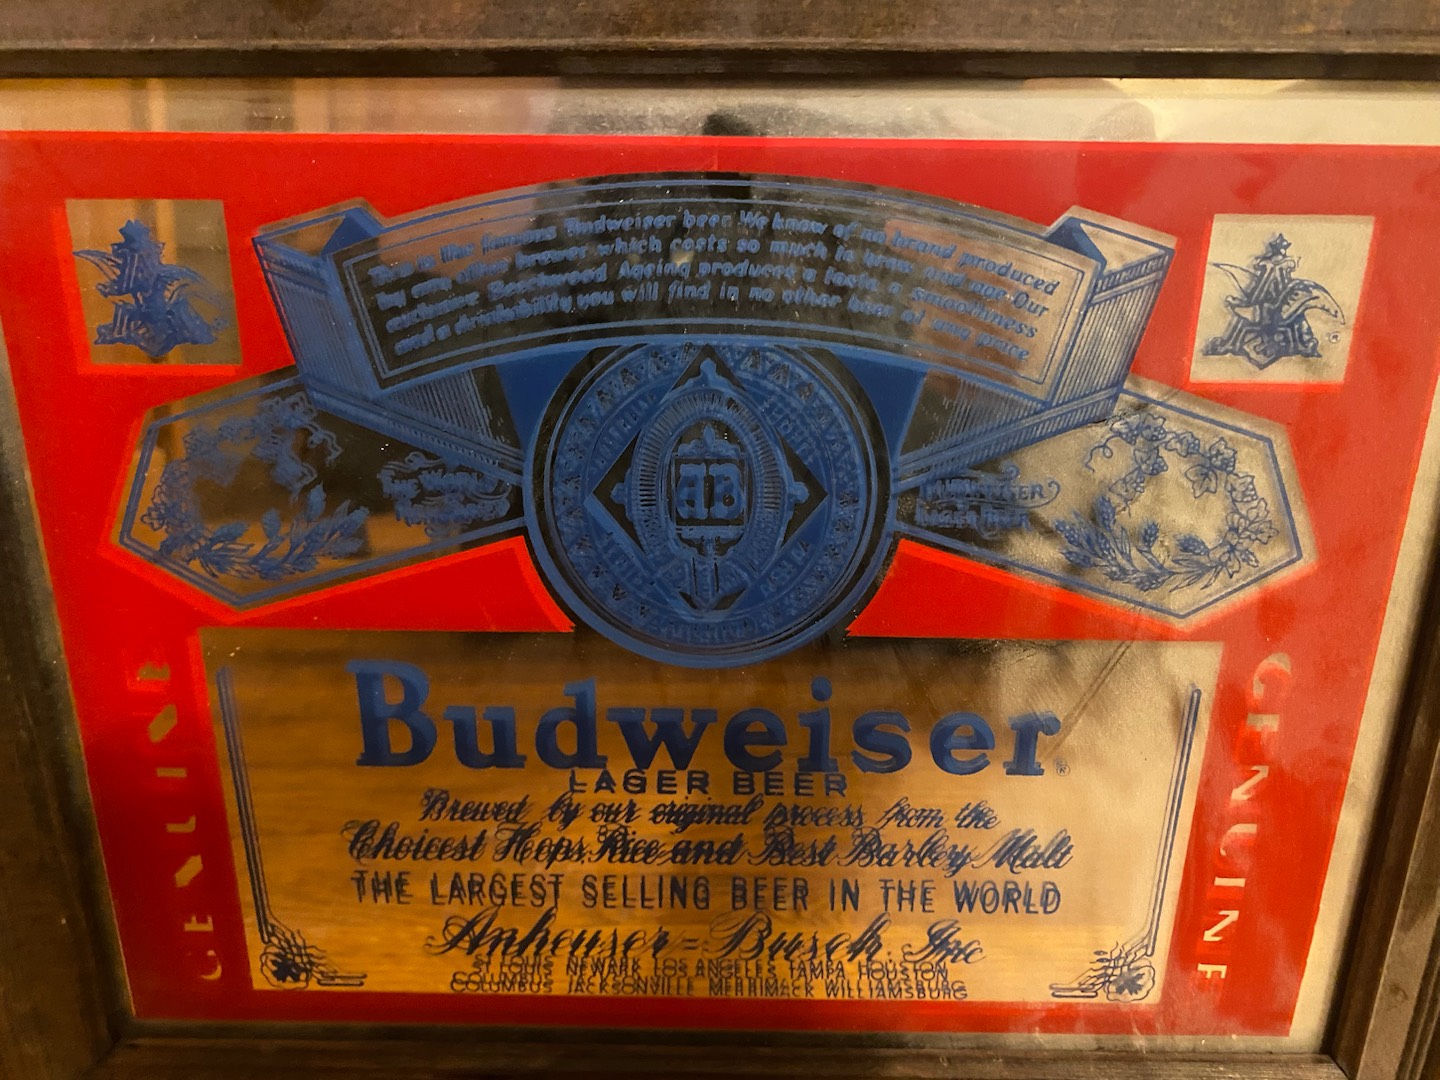 This is the famous Budweiser beer. We know of no brand produced
by any other brewer which costs so much to brew and age. Our
exclusive Beechwood Ageing produces a taste, a smoothness
and a drinkability you will find in no other beer at any price
AB
BUDWEISER
Lager Beer
GENUINE
GENUINE
Budweiser®
LAGER BEER
Brewed by our original process from the
Choicest Hops, Rice and Best Barley Malt
THE LARGEST SELLING BEER IN THE WORLD
Anheuser-Busch, Inc
ST LOUIS NEWARK LOS ANGELES TAMPA HOUSTON
COLUMBUS JACKSONVILLE MERRIMACK WILLIAMSBURG